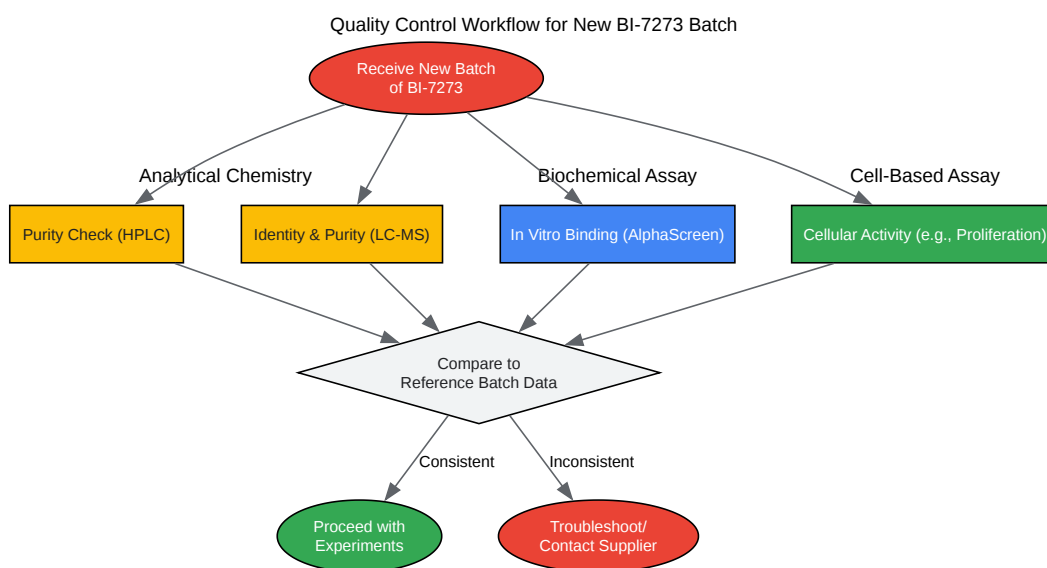 Quality Control Workflow for New BI-7273 Batch
Receive New Batch
of BI-7273
Analytical Chemistry
Biochemical Assay
Cell-Based Assay
Purity Check (HPLC)
Identity & Purity (LC-MS)
In Vitro Binding (AlphaScreen)
Cellular Activity (e.g., Proliferation)
Compare to
Reference Batch Data
Consistent
Inconsistent
Proceed with
Experiments
Troubleshoot/
Contact Supplier